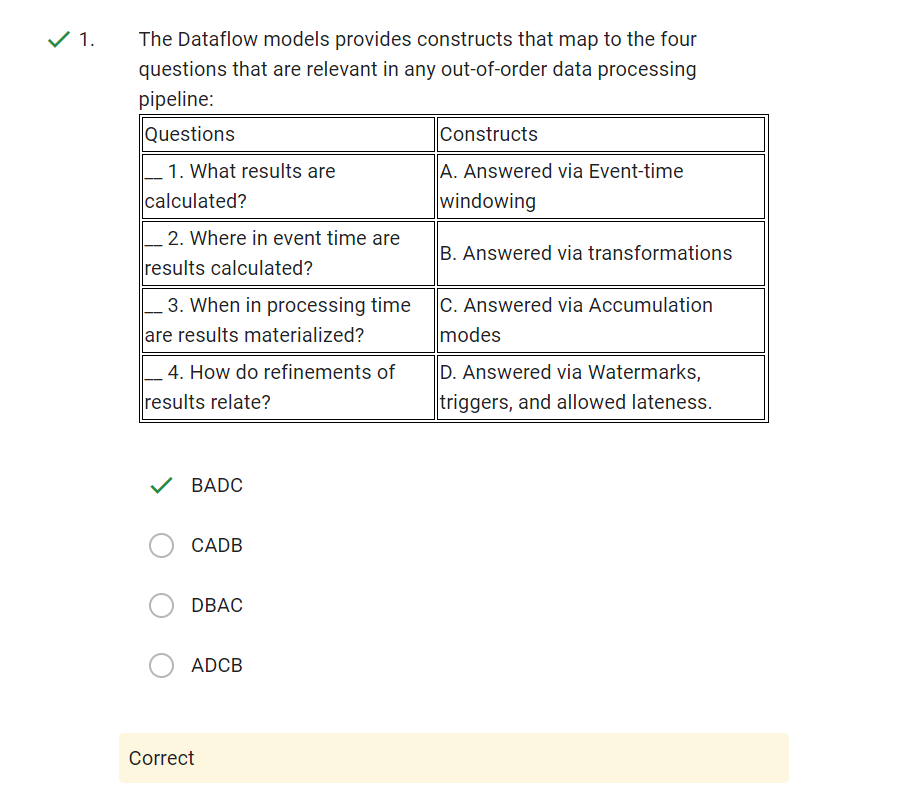 1. The Dataflow models provides constructs that map to the four
questions that are relevant in any out-of-order data processing
pipeline:
Questions
Constructs
__ 1. What results are
calculated?
A. Answered via Event-time
windowing
__ 2. Where in event time are
results calculated?
B. Answered via transformations
__ 3. When in processing time
are results materialized?
C. Answered via Accumulation
modes
__ 4. How do refinements of
results relate?
D. Answered via Watermarks,
triggers, and allowed lateness.
BADC
CADB
DBAC
ADCB
Correct